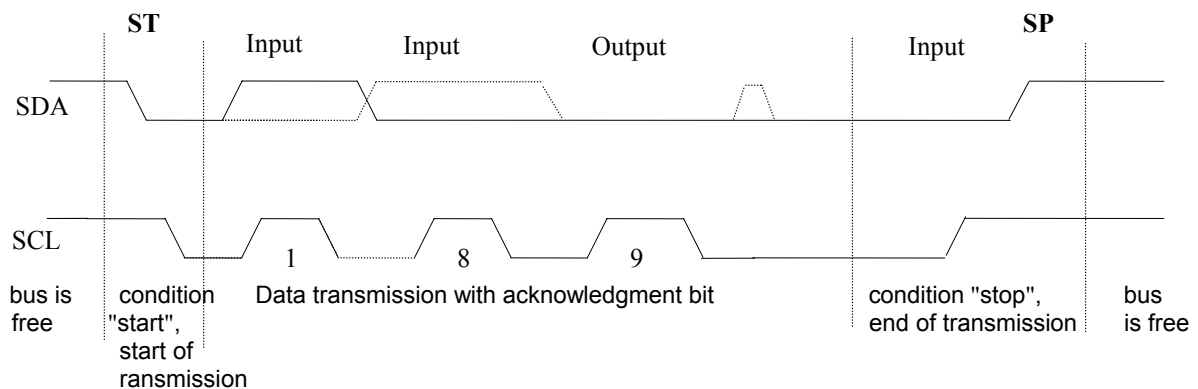 ST
SP
Input
Input
Output
Input
SDA
SCL
1
8
9
bus is
free
condition
"start",
start of
ransmission
Data transmission with acknowledgment bit
condition "stop",
end of transmission
bus
is free